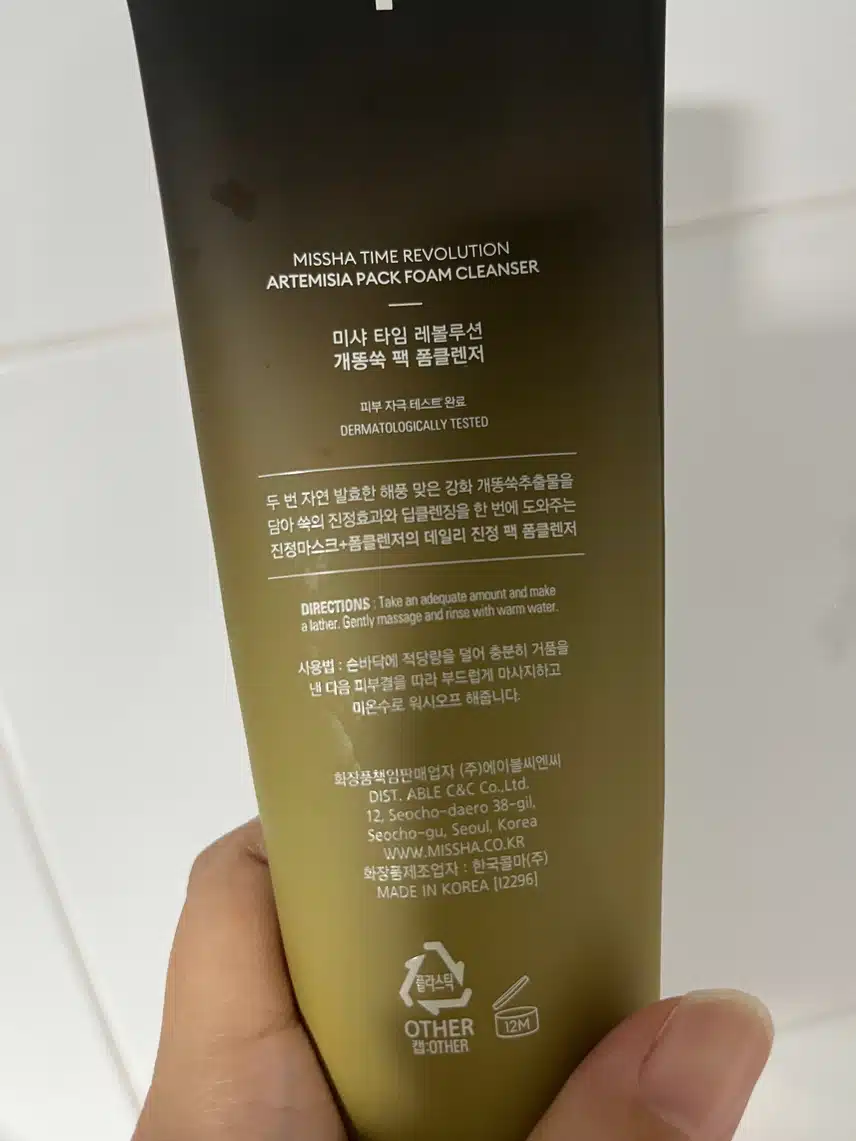 MISSHA TIME REVOLUTION
ARTEMISIA PACK FOAM CLEANSER
미샤 타임 레볼루션
개똥쑥 팩 폼클렌저
피부 자극 테스트 완료
DERMATOLOGICALLY TESTED
두 번 자연 발효한 해풍 맞은 강화 개똥쑥추출물을
담아 쑥의 진정효과와 딥클렌징을 한 번에 도와주는
진정마스크+폼클렌저의 데일리 진정 팩 폼클렌저
DIRECTIONS : Take an adequate amount and make
a lather. Gently massage and rinse with warm water.
사용법 : 손바닥에 적당량을 덜어 충분히 거품을
낸 다음 피부결을 따라 부드럽게 마사지하고
미온수로 워시오프 해줍니다.
화장품책임판매업자 (주)에이블씨엔씨
DIST. ABLE C&C Co.,Ltd.
12, Seocho-daero 38-gil,
Seocho-gu, Seoul, Korea
WWW.MISSHA.CO.KR
화장품제조업자 : 한국콜마(주)
MADE IN KOREA [12296]
플라스틱
OTHER
캡:OTHER
12M